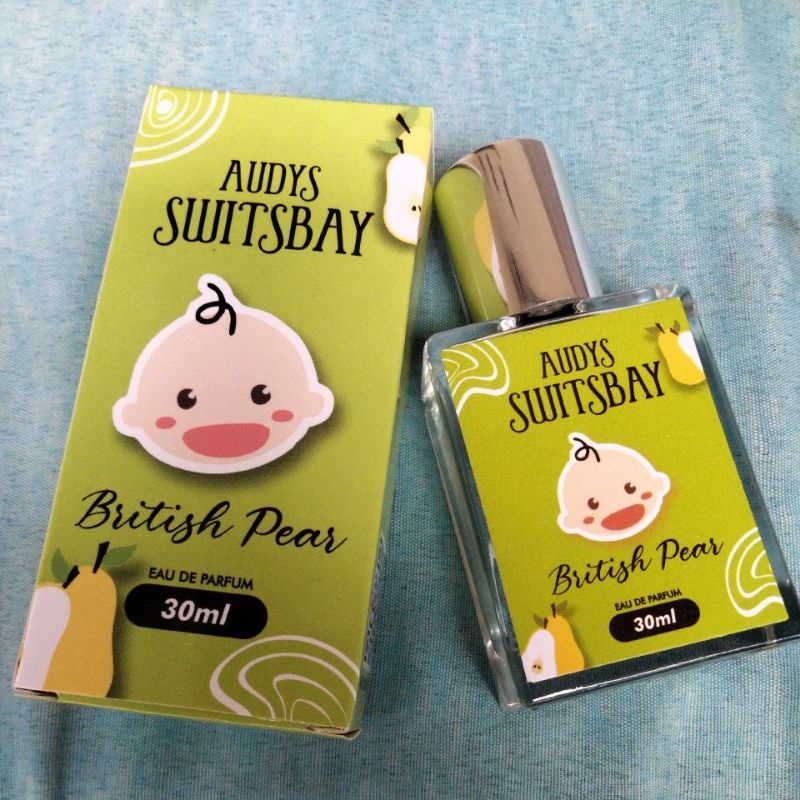 AUDYS
SWITSBAY
British Pear
EAU DE PARFUM
30ml
AUDYS
SWITSBAY
British Pear
EAU DE PARFUM
30ml